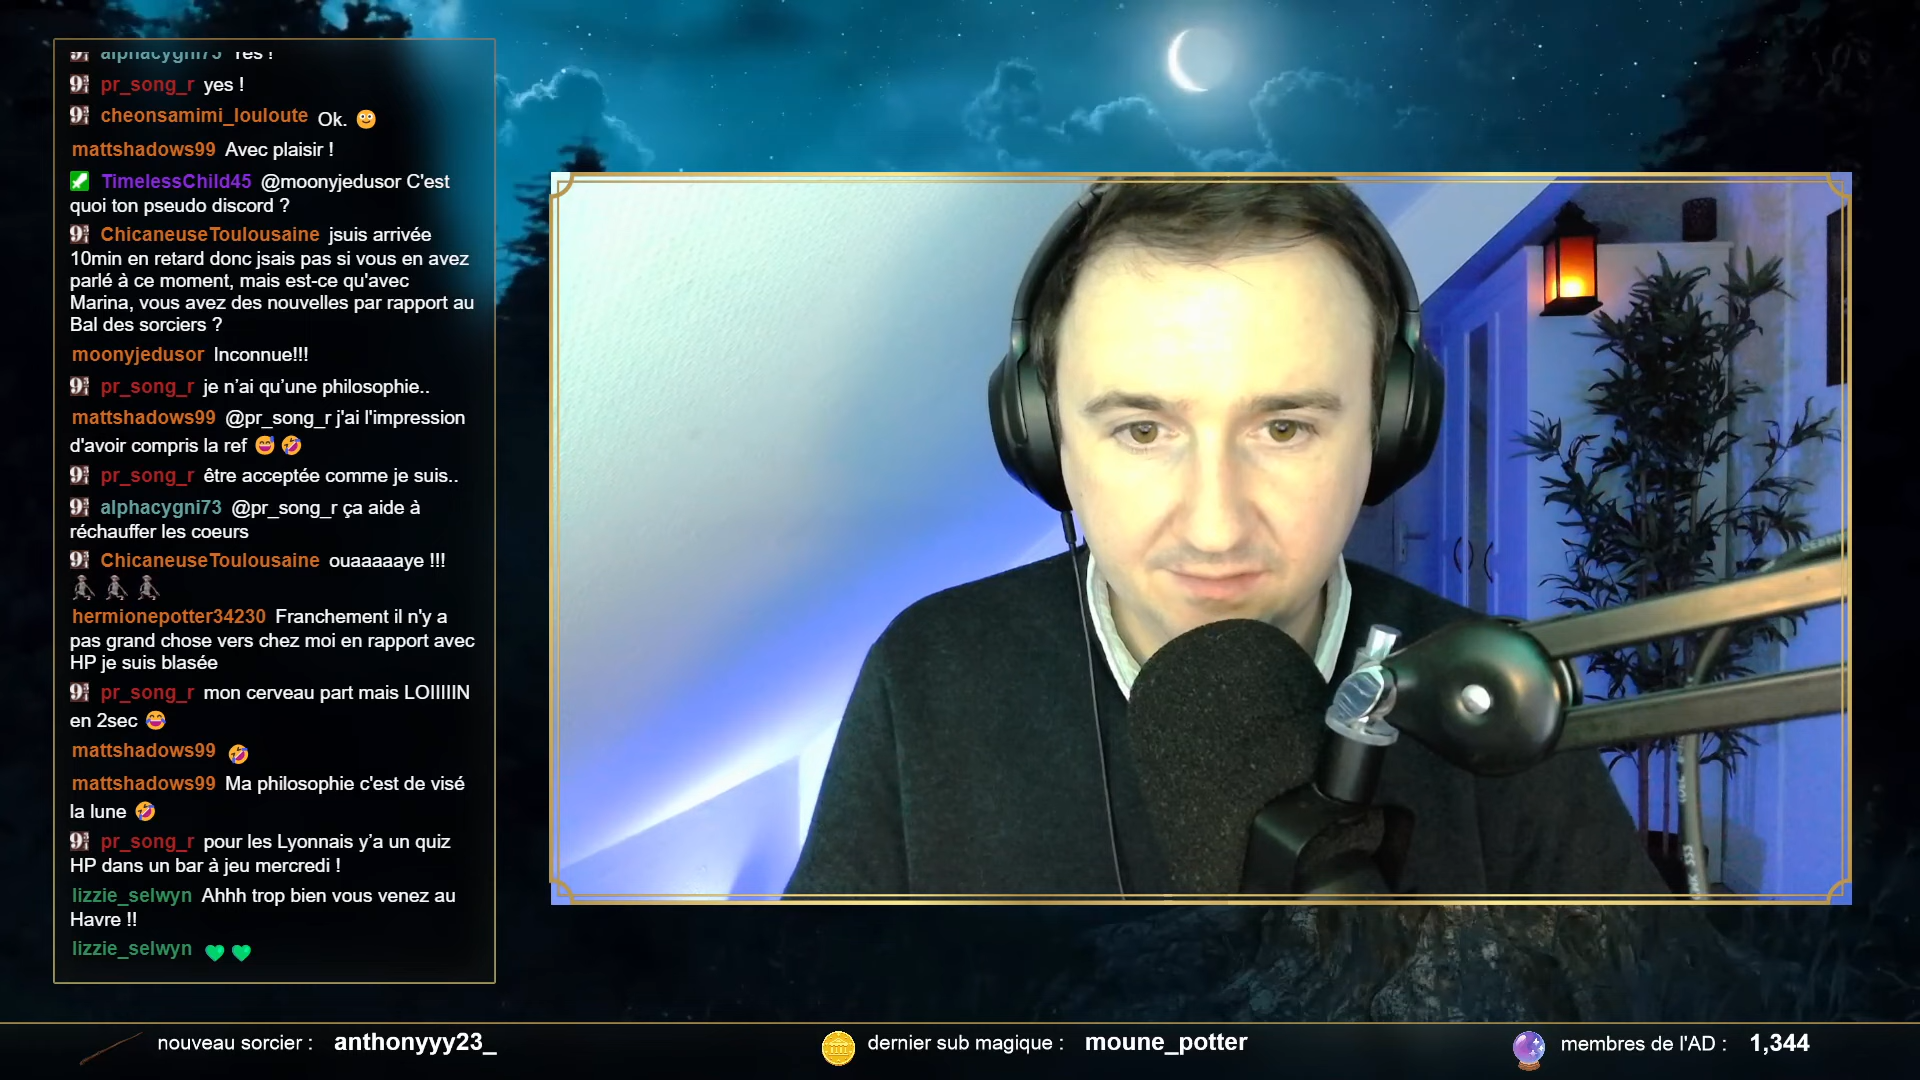 alphacygni73 Yes !
pr_song_r yes !
cheonsamimi_louloute Ok.
mattshadows99 Avec plaisir !
TimelessChild45 @moonyjedusor C'est
quoi ton pseudo discord ?
ChicaneuseToulousaine jsuis arrivée
10min en retard donc jsais pas si vous en avez
parlé à ce moment, mais est-ce qu'avec
Marina, vous avez des nouvelles par rapport au
Bal des sorciers ?
moonyjedusor Inconnue!!!
pr_song_r je n’ai qu’une philosophie..
mattshadows99 @pr_song_r j'ai l'impression
d'avoir compris la ref 😅 🤣
pr_song_r être acceptée comme je suis..
alphacygni73 @pr_song_r ça aide à
réchauffer les coeurs
ChicaneuseToulousaine ouaaaaaye !!!
hermionepotter34230 Franchement il n'y a
pas grand chose vers chez moi en rapport avec
HP je suis blasée
pr_song_r mon cerveau part mais LOIIIIIN
en 2sec 😂
mattshadows99 🤣
mattshadows99 Ma philosophie c'est de visé
la lune 🤣
pr_song_r pour les Lyonnais y’a un quiz
HP dans un bar à jeu mercredi !
lizzie_selwyn Ahhh trop bien vous venez au
Havre !!
lizzie_selwyn 💚 💚
nouveau sorcier : anthonyyy23_
dernier sub magique : moune_potter
membres de l'AD : 1,344